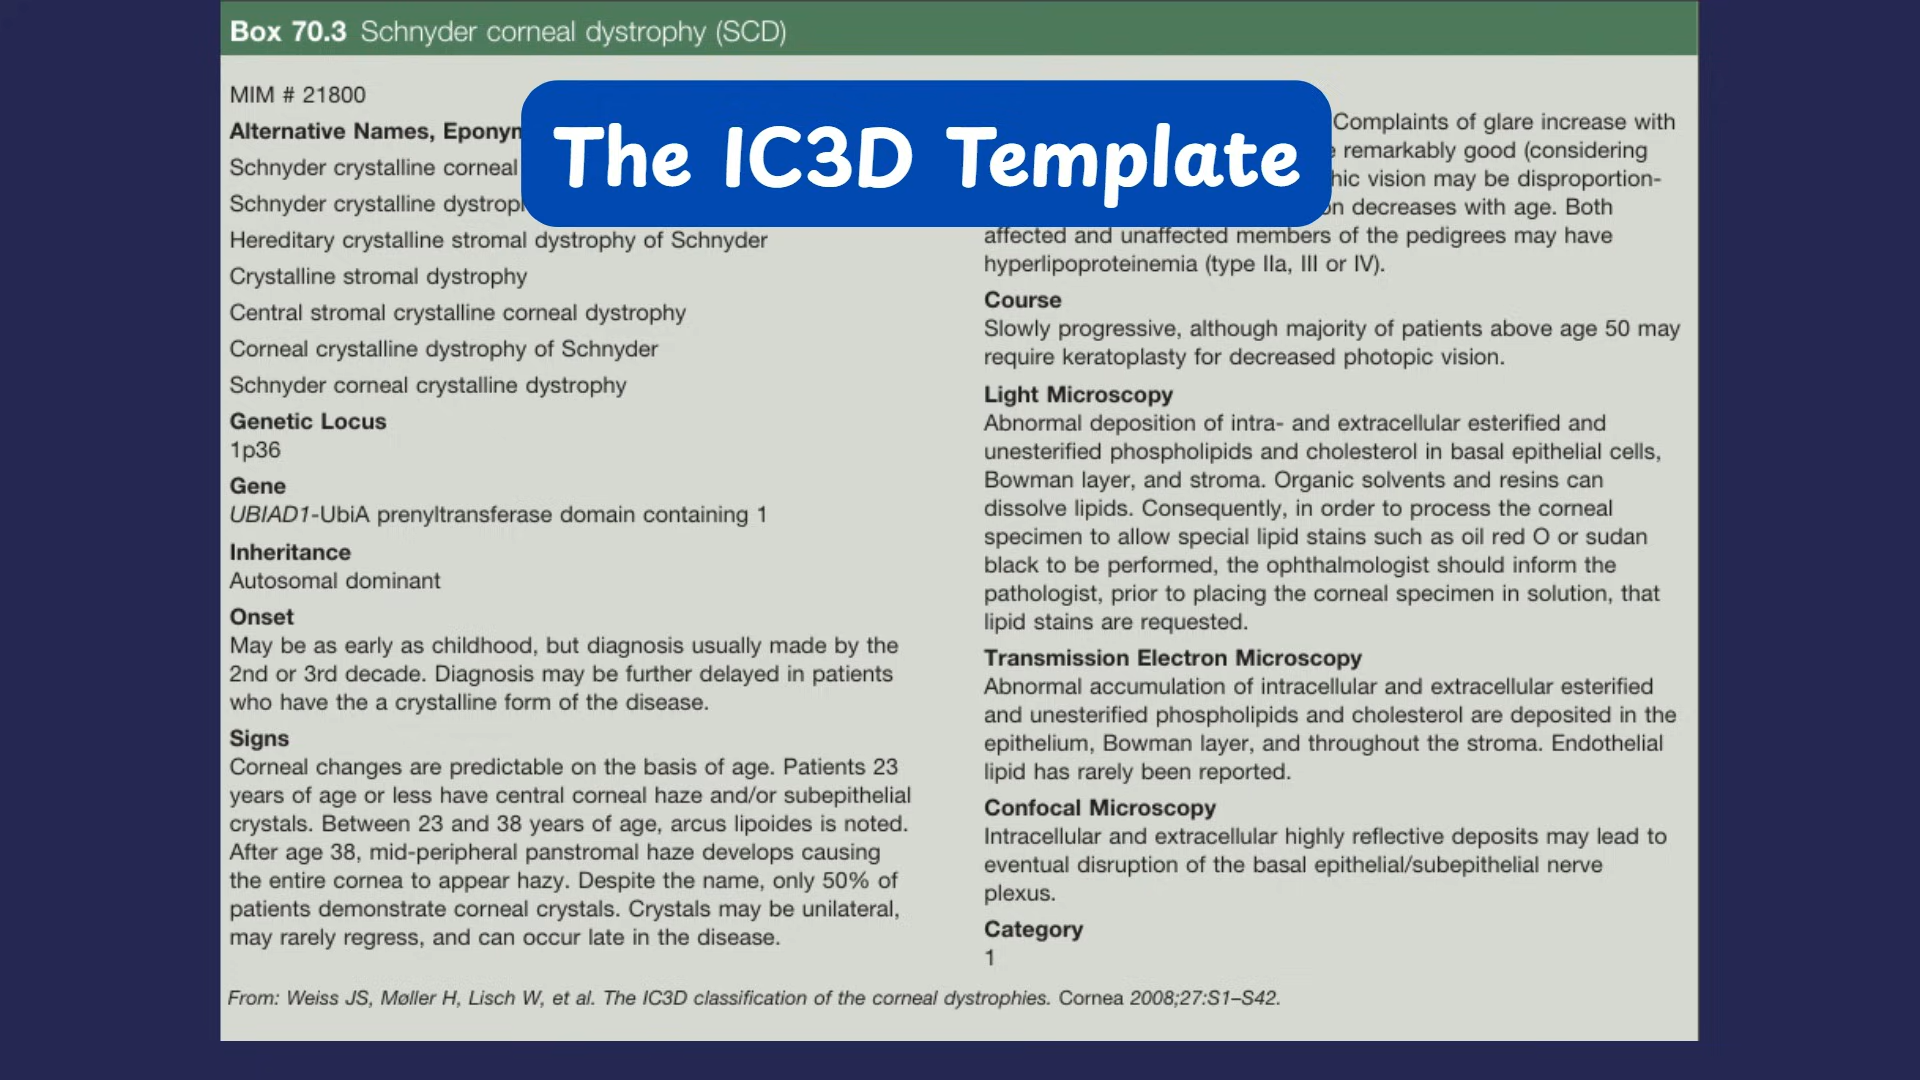 Box 70.3 Schnyder corneal dystrophy (SCD)
The IC3D Template
MIM # 21800
Alternative Names,
Schnyder crystalline corneal
Schnyder crystalline
Hereditary crystalline stromal dystrophy of Schnyder
Crystalline stromal dystrophy
Central stromal crystalline corneal dystrophy
Corneal crystalline dystrophy of Schnyder
Schnyder corneal crystalline dystrophy
Genetic Locus
1p36
Gene
UBIAD1-UbiA prenyltransferase domain containing 1
Inheritance
Autosomal dominant
Onset
May be as early as childhood, but diagnosis usually made by the
2nd or 3rd decade. Diagnosis may be further delayed in patients
who have the a crystalline form of the disease.
Signs
Corneal changes are predictable on the basis of age. Patients 23
years of age or less have central corneal haze and/or subepithelial
crystals. Between 23 and 38 years of age, arcus lipoides is noted.
After age 38, mid-peripheral panstromal haze develops causing
the entire cornea to appear hazy. Despite the name, only 50% of
patients demonstrate corneal crystals. Crystals may be unilateral,
may rarely regress, and can occur late in the disease.
Complaints of glare increase with
remarkably good (considering
vision may be disproportion-
decreases with age. Both
affected and unaffected members of the pedigrees may have
hyperlipoproteinemia (type IIa, III or IV).
Course
Slowly progressive, although majority of patients above age 50 may
require keratoplasty for decreased photopic vision.
Light Microscopy
Abnormal deposition of intra- and extracellular esterified and
unesterified phospholipids and cholesterol in basal epithelial cells,
Bowman layer, and stroma. Organic solvents and resins can
dissolve lipids. Consequently, in order to process the corneal
specimen to allow special lipid stains such as oil red O or sudan
black to be performed, the ophthalmologist should inform the
pathologist, prior to placing the corneal specimen in solution, that
lipid stains are requested.
Transmission Electron Microscopy
Abnormal accumulation of intracellular and extracellular esterified
and unesterified phospholipids and cholesterol are deposited in the
epithelium, Bowman layer, and throughout the stroma. Endothelial
lipid has rarely been reported.
Confocal Microscopy
Intracellular and extracellular highly reflective deposits may lead to
eventual disruption of the basal epithelial/subepithelial nerve
plexus.
Category
1
From: Weiss JS, Møller H, Lisch W, et al. The IC3D classification of the corneal dystrophies. Cornea 2008;27:S1–S42.